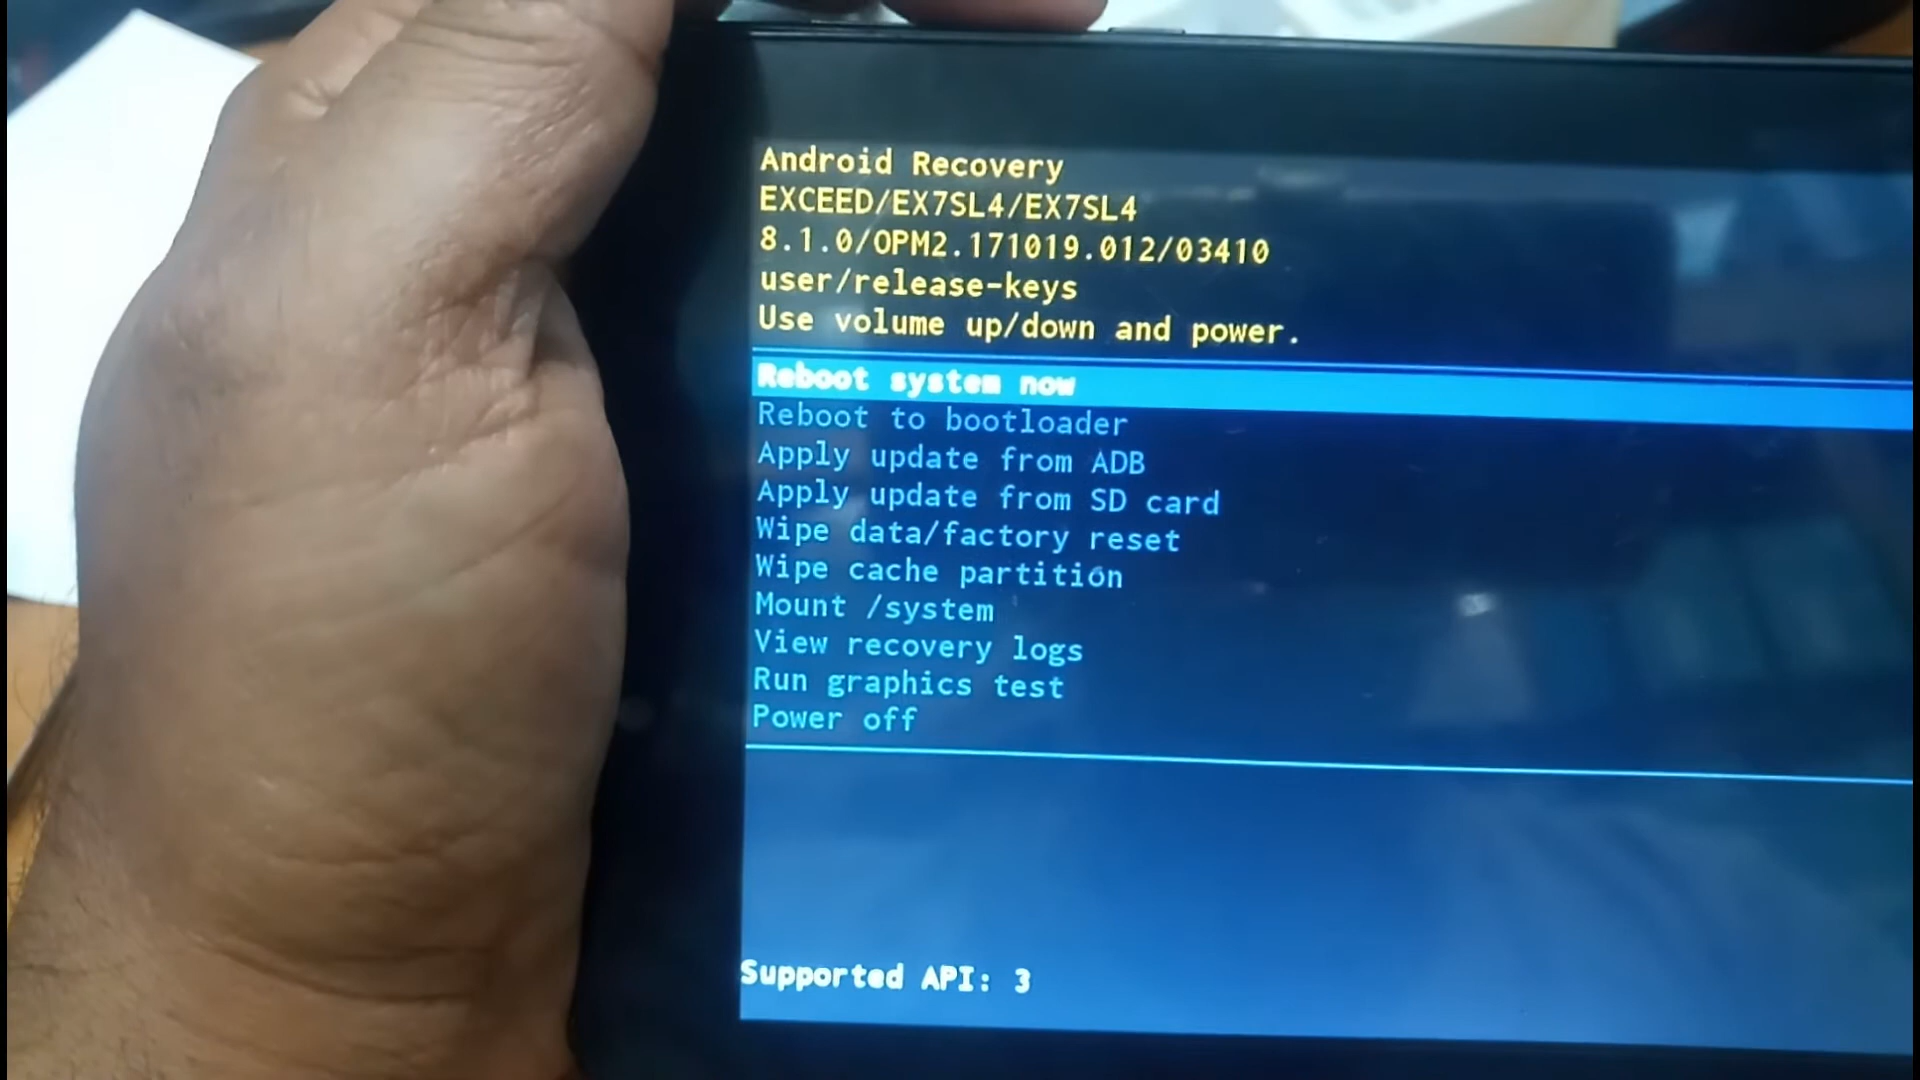 Android Recovery
EXCEED/EX7SL4/EX7SL4
8.1.0/OPM2.171019.012/03410
user/release-keys
Use volume up/down and power.
Reboot system now
Reboot to bootloader
Apply update from ADB
Apply update from SD card
Wipe data/factory reset
Wipe cache partition
Mount /system
View recovery logs
Run graphics test
Power off
Supported API: 3